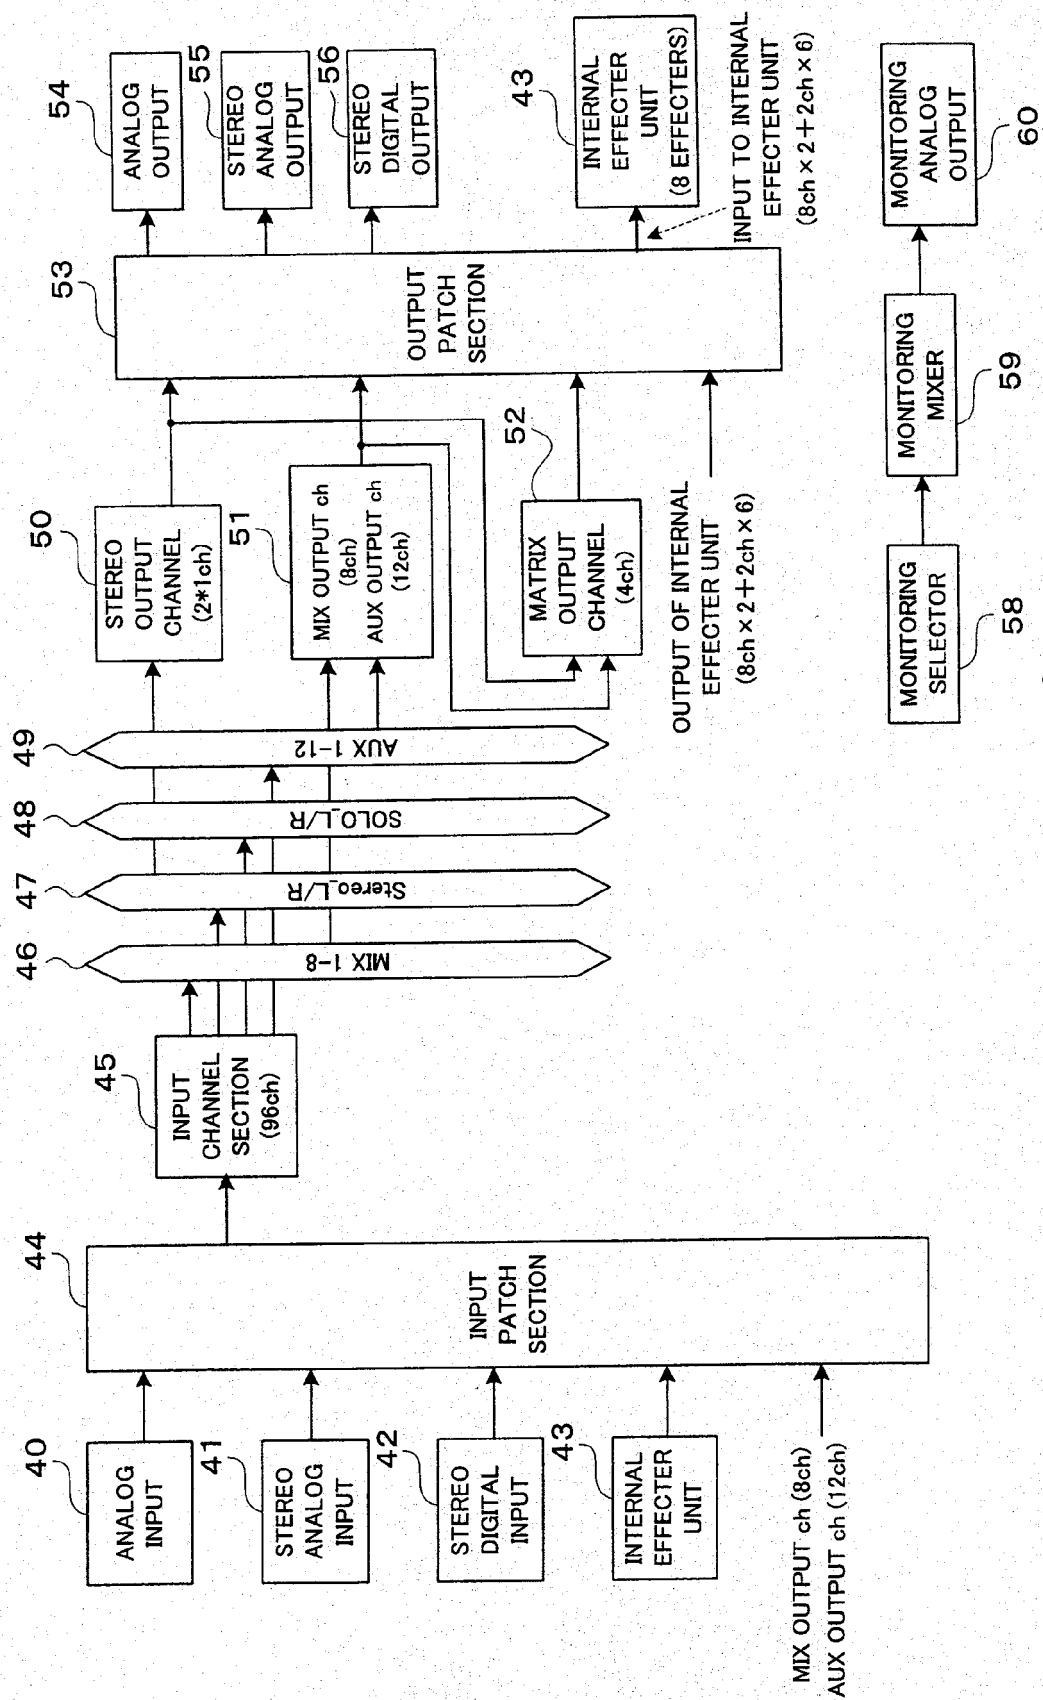 40
ANALOG
INPUT
41
STEREO
ANALOG
INPUT
42
STEREO
DIGITAL
INPUT
43
INTERNAL
EFFECTER
UNIT
MIX OUTPUT ch (8ch)
AUX OUTPUT ch (12ch)
44
INPUT
PATCH
SECTION
45
INPUT
CHANNEL
SECTION
(96ch)
46
MIX 1-8
47
Stereo_L/R
48
SOLO_L/R
49
AUX 1-12
50
STEREO
OUTPUT
CHANNEL
(2*1ch)
51
MIX OUTPUT ch
(8ch)
AUX OUTPUT ch
(12ch)
52
MATRIX
OUTPUT
CHANNEL
(4ch)
OUTPUT OF INTERNAL
EFFECTER UNIT
(8ch × 2+2ch × 6)
53
OUTPUT
PATCH
SECTION
54
ANALOG
OUTPUT
55
STEREO
ANALOG
OUTPUT
56
STEREO
DIGITAL
OUTPUT
43
INTERNAL
EFFECTER
UNIT
(8 EFFECTERS)
INPUT TO INTERNAL
EFFECTER UNIT
(8ch × 2+2ch × 6)
MONITORING
SELECTOR
58
MONITORING
MIXER
59
MONITORING
ANALOG
OUTPUT
60